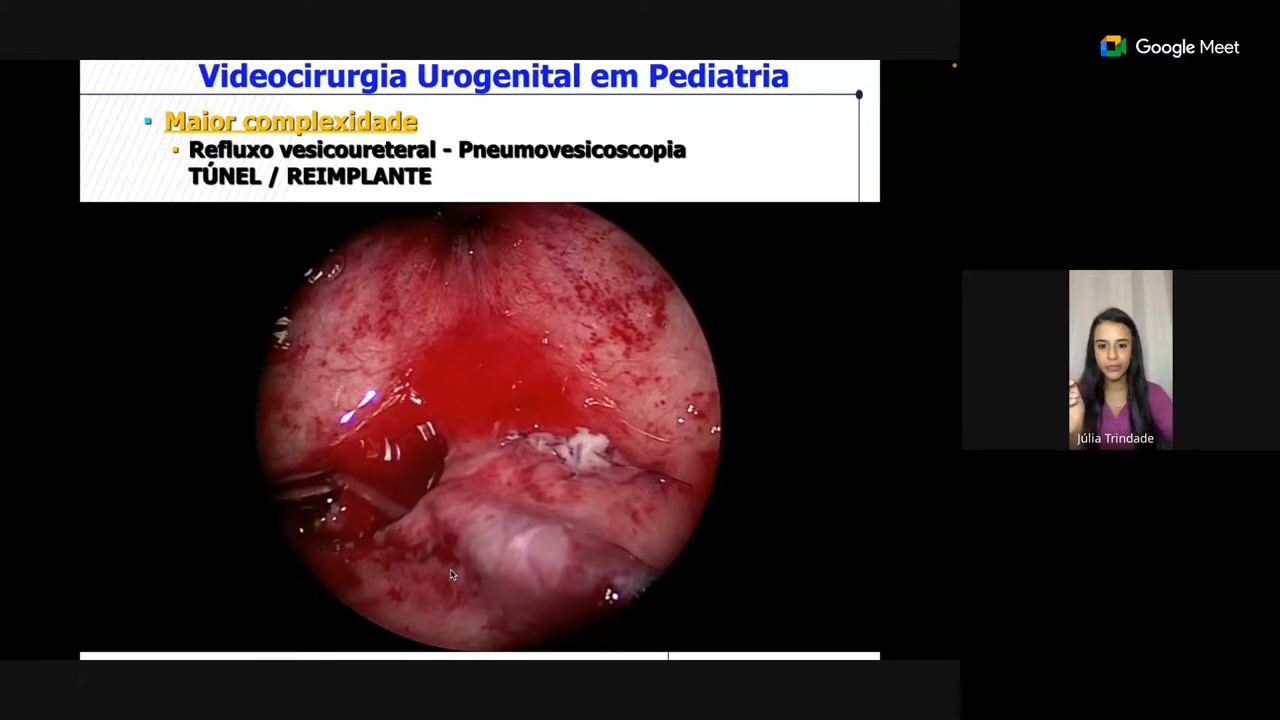 Google Meet
Videocirurgia Urogenital em Pediatria
Maior complexidade
Refluxo vesicoureteral - Pneumovesicoscopia
TÚNEL / REIMPLANTE
Júlia Trindade